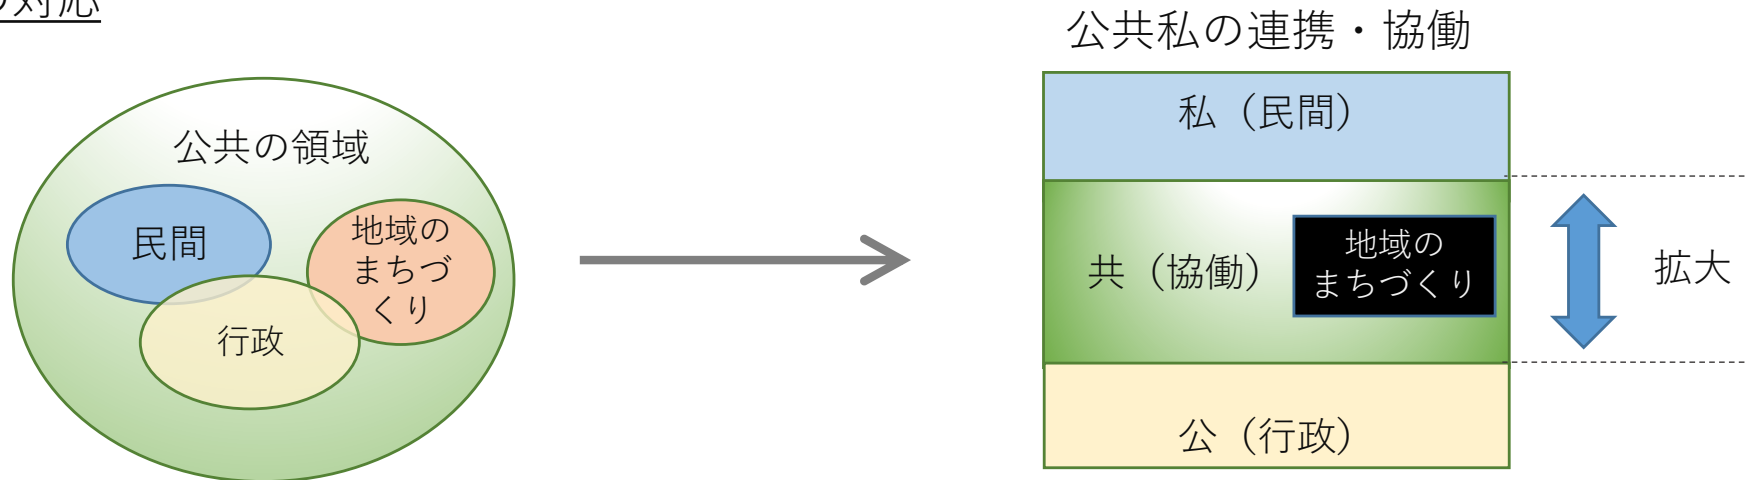 対応
公共の領域
民間
地域の
まちづ
くり
行政
公共私の連携・協働
私（民間）
共（協働）
地域の
まちづくり
拡大
公（行政）